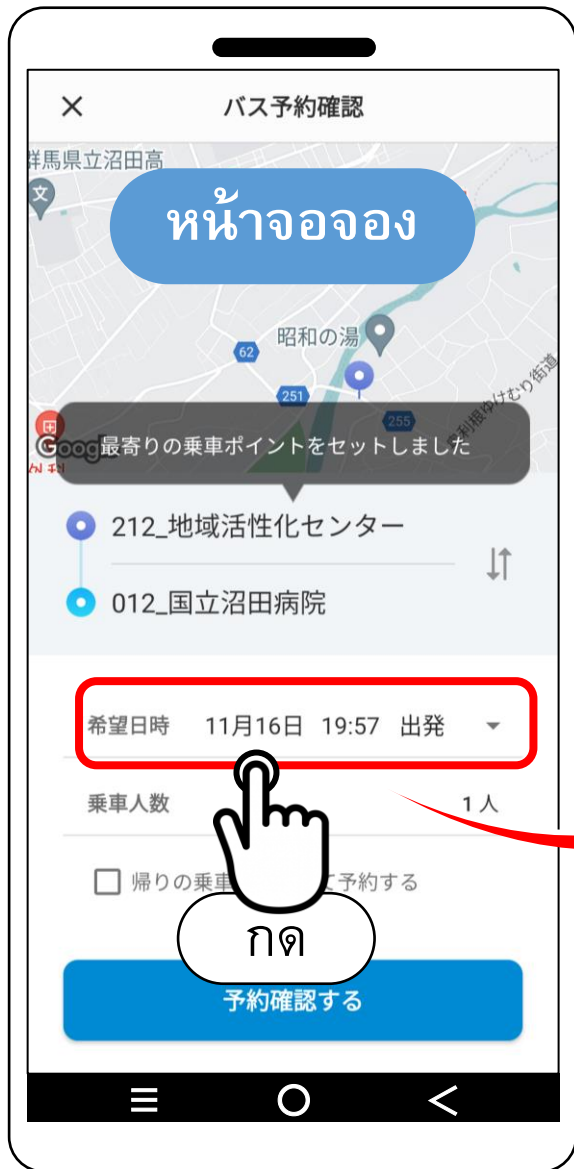 バス予約確認
群馬県立沼田高
文
หน้าจอจอง
昭和の湯
62
251
255
利根ゆけむり街道
Goog
最寄りの乗車ポイントをセットしました
212_地域活性化センター
012_国立沼田病院
希望日時 11月16日 19:57 出発
乗車人数 1人
帰りの乗車 て予約する
กด
予約確認する